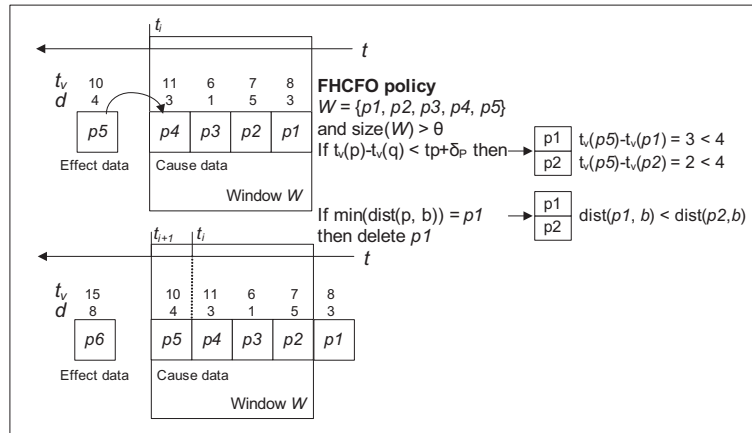 tᵢ
t
tᵥ 10 11 6 7 8
d 4 3 1 5 3
p5 p4 p3 p2 p1
Effect data Cause data
Window W
FHCFO policy
W = {p1, p2, p3, p4, p5}
and size(W) > θ
If tᵥ(p)-tᵥ(q) < tp+δₚ then
p1 tᵥ(p5)-tᵥ(p1) = 3 < 4
p2 tᵥ(p5)-tᵥ(p2) = 2 < 4
If min(dist(p, b)) = p1
then delete p1
p1
p2
dist(p1, b) < dist(p2,b)
tᵢ₊₁ tᵢ
t
tᵥ 15 10 11 6 7 8
d 8 4 3 1 5 3
p6 p5 p4 p3 p2 p1
Effect data Cause data
Window W